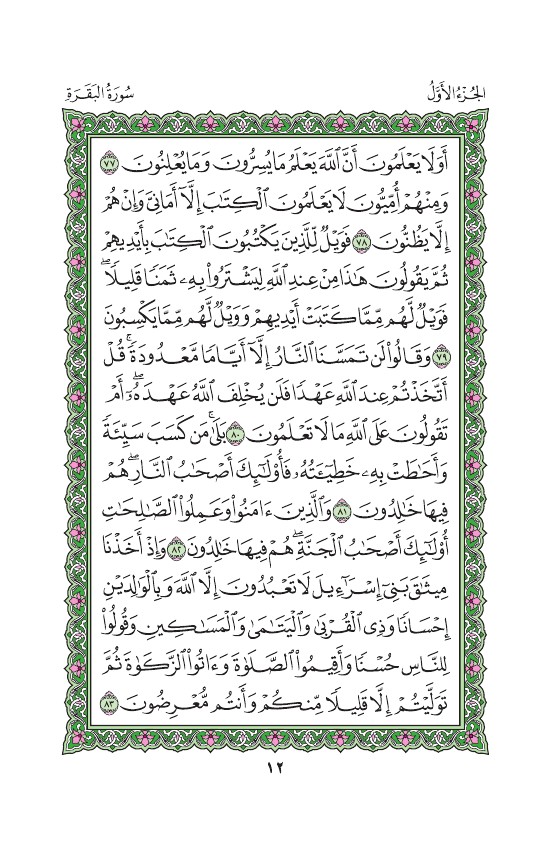 الجُزْءُ الأَوَّلُ
سُورَةُ البَقَرَةِ
أَوَلَا يَعْلَمُونَ أَنَّ ٱللَّهَ يَعْلَمُ مَا يُسِرُّونَ وَمَا يُعْلِنُونَ ٧٧
وَمِنْهُمْ أُمِّيُّونَ لَا يَعْلَمُونَ ٱلْكِتَٰبَ إِلَّآ أَمَانِىَّ وَإِنْ هُمْ
إِلَّا يَظُنُّونَ ٧٨ فَوَيْلٌ لِّلَّذِينَ يَكْتُبُونَ ٱلْكِتَٰبَ بِأَيْدِيهِمْ
ثُمَّ يَقُولُونَ هَٰذَا مِنْ عِندِ ٱللَّهِ لِيَشْتَرُوا۟ بِهِۦ ثَمَنًا قَلِيلًا ۖ
فَوَيْلٌ لَّهُم مِّمَّا كَتَبَتْ أَيْدِيهِمْ وَوَيْلٌ لَّهُم مِّمَّا يَكْسِبُونَ
٧٩ وَقَالُوا۟ لَن تَمَسَّنَا ٱلنَّارُ إِلَّآ أَيَّامًا مَّعْدُودَةً ۚ قُلْ
أَتَّخَذْتُمْ عِندَ ٱللَّهِ عَهْدًا فَلَن يُخْلِفَ ٱللَّهُ عَهْدَهُۥٓ ۖ أَمْ
تَقُولُونَ عَلَى ٱللَّهِ مَا لَا تَعْلَمُونَ ٨٠ بَلَىٰ ۚ مَن كَسَبَ سَيِّئَةً
وَأَحَٰطَتْ بِهِۦ خَطِيٓـَٔتُهُۥ فَأُو۟لَٰٓئِكَ أَصْحَٰبُ ٱلنَّارِ ۖ هُمْ
فِيهَا خَٰلِدُونَ ٨١ وَٱلَّذِينَ ءَامَنُوا۟ وَعَمِلُوا۟ ٱلصَّٰلِحَٰتِ
أُو۟لَٰٓئِكَ أَصْحَٰبُ ٱلْجَنَّةِ ۖ هُمْ فِيهَا خَٰلِدُونَ ٨٢ وَإِذْ أَخَذْنَا
مِيثَٰقَ بَنِىٓ إِسْرَٰٓءِيلَ لَا تَعْبُدُونَ إِلَّا ٱللَّهَ وَبِٱلْوَٰلِدَيْنِ
إِحْسَانًا وَذِى ٱلْقُرْبَىٰ وَٱلْيَتَٰمَىٰ وَٱلْمَسَٰكِينِ وَقُولُوا۟
لِلنَّاسِ حُسْنًا وَأَقِيمُوا۟ ٱلصَّلَوٰةَ وَءَاتُوا۟ ٱلزَّكَوٰةَ ثُمَّ
تَوَلَّيْتُمْ إِلَّا قَلِيلًا مِّنكُمْ وَأَنتُم مُّعْرِضُونَ ٨٣
١٢